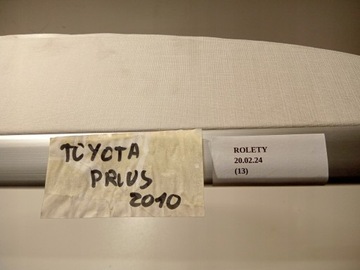 TOYOTA
PRIUS
2010
ROLETY
20.02.24
(13)